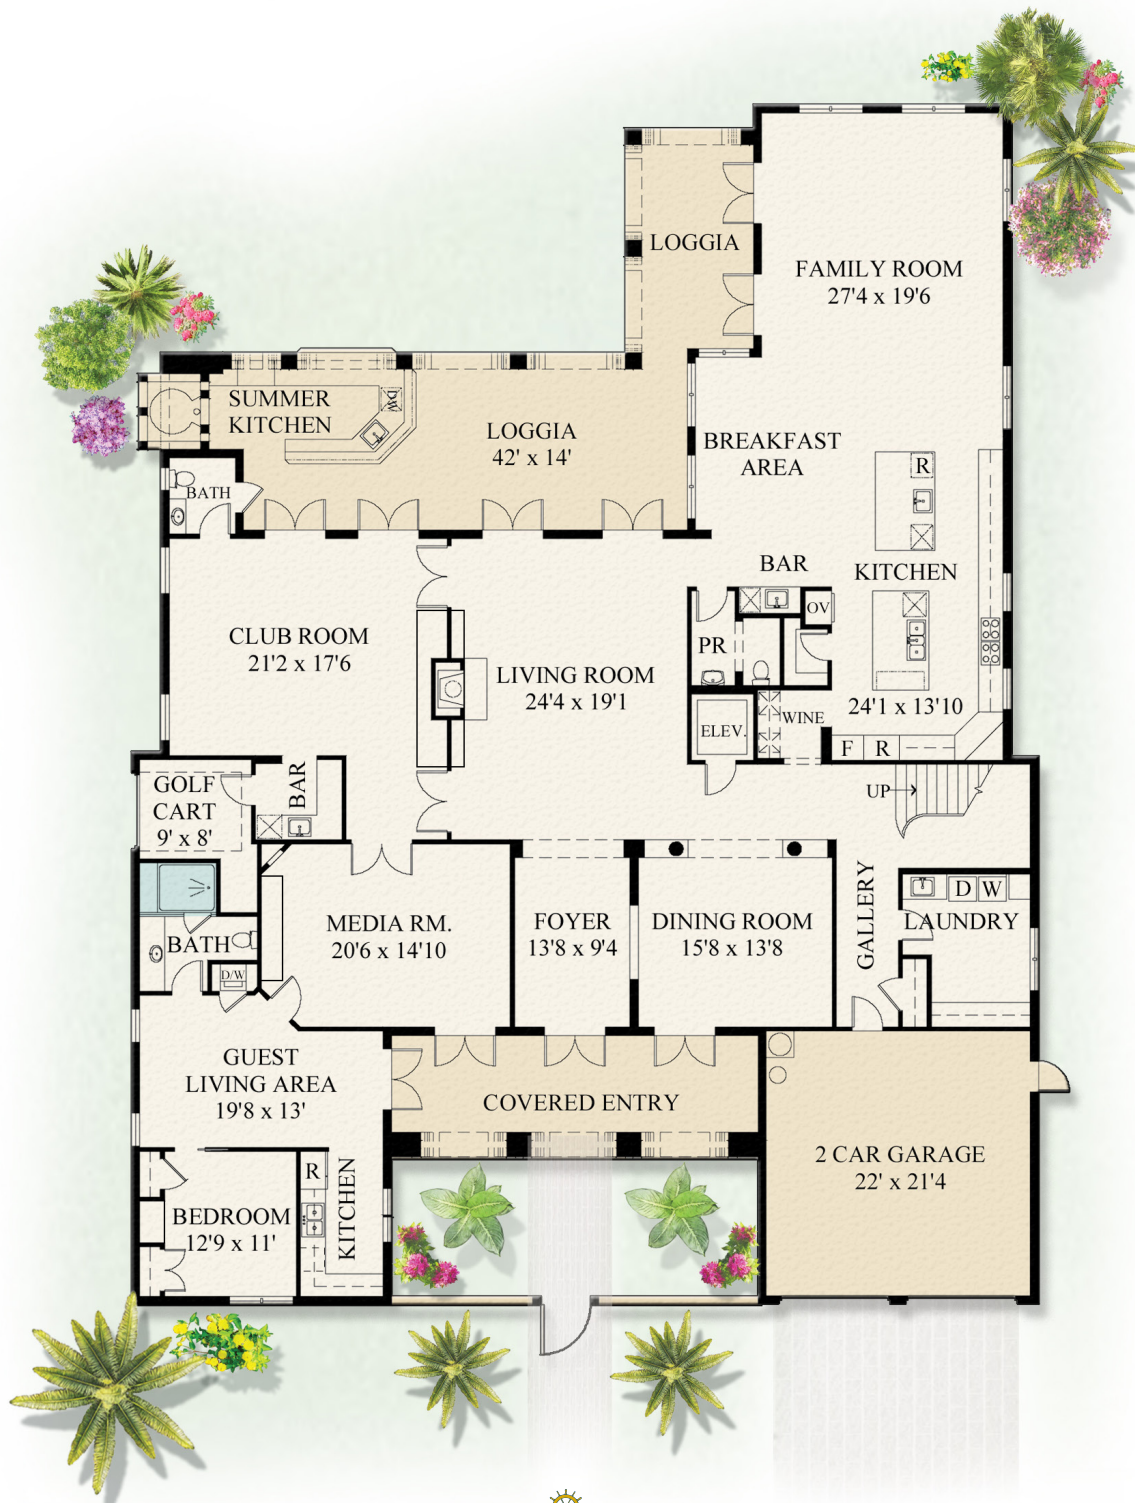 LOGGIA
FAMILY ROOM
27'4 x 19'6
SUMMER
KITCHEN
D/W
LOGGIA
42' x 14'
BREAKFAST
AREA
R
BATH
BAR
KITCHEN
OV
CLUB ROOM
21'2 x 17'6
PR
LIVING ROOM
24'4 x 19'1
24'1 x 13'10
WINE
ELEV.
F
R
GOLF
CART
9' x 8'
BAR
UP
GALLERY
D
W
LAUNDRY
MEDIA RM.
20'6 x 14'10
FOYER
13'8 x 9'4
DINING ROOM
15'8 x 13'8
BATH
D/W
GUEST
LIVING AREA
19'8 x 13'
COVERED ENTRY
2 CAR GARAGE
22' x 21'4
R
KITCHEN
BEDROOM
12'9 x 11'